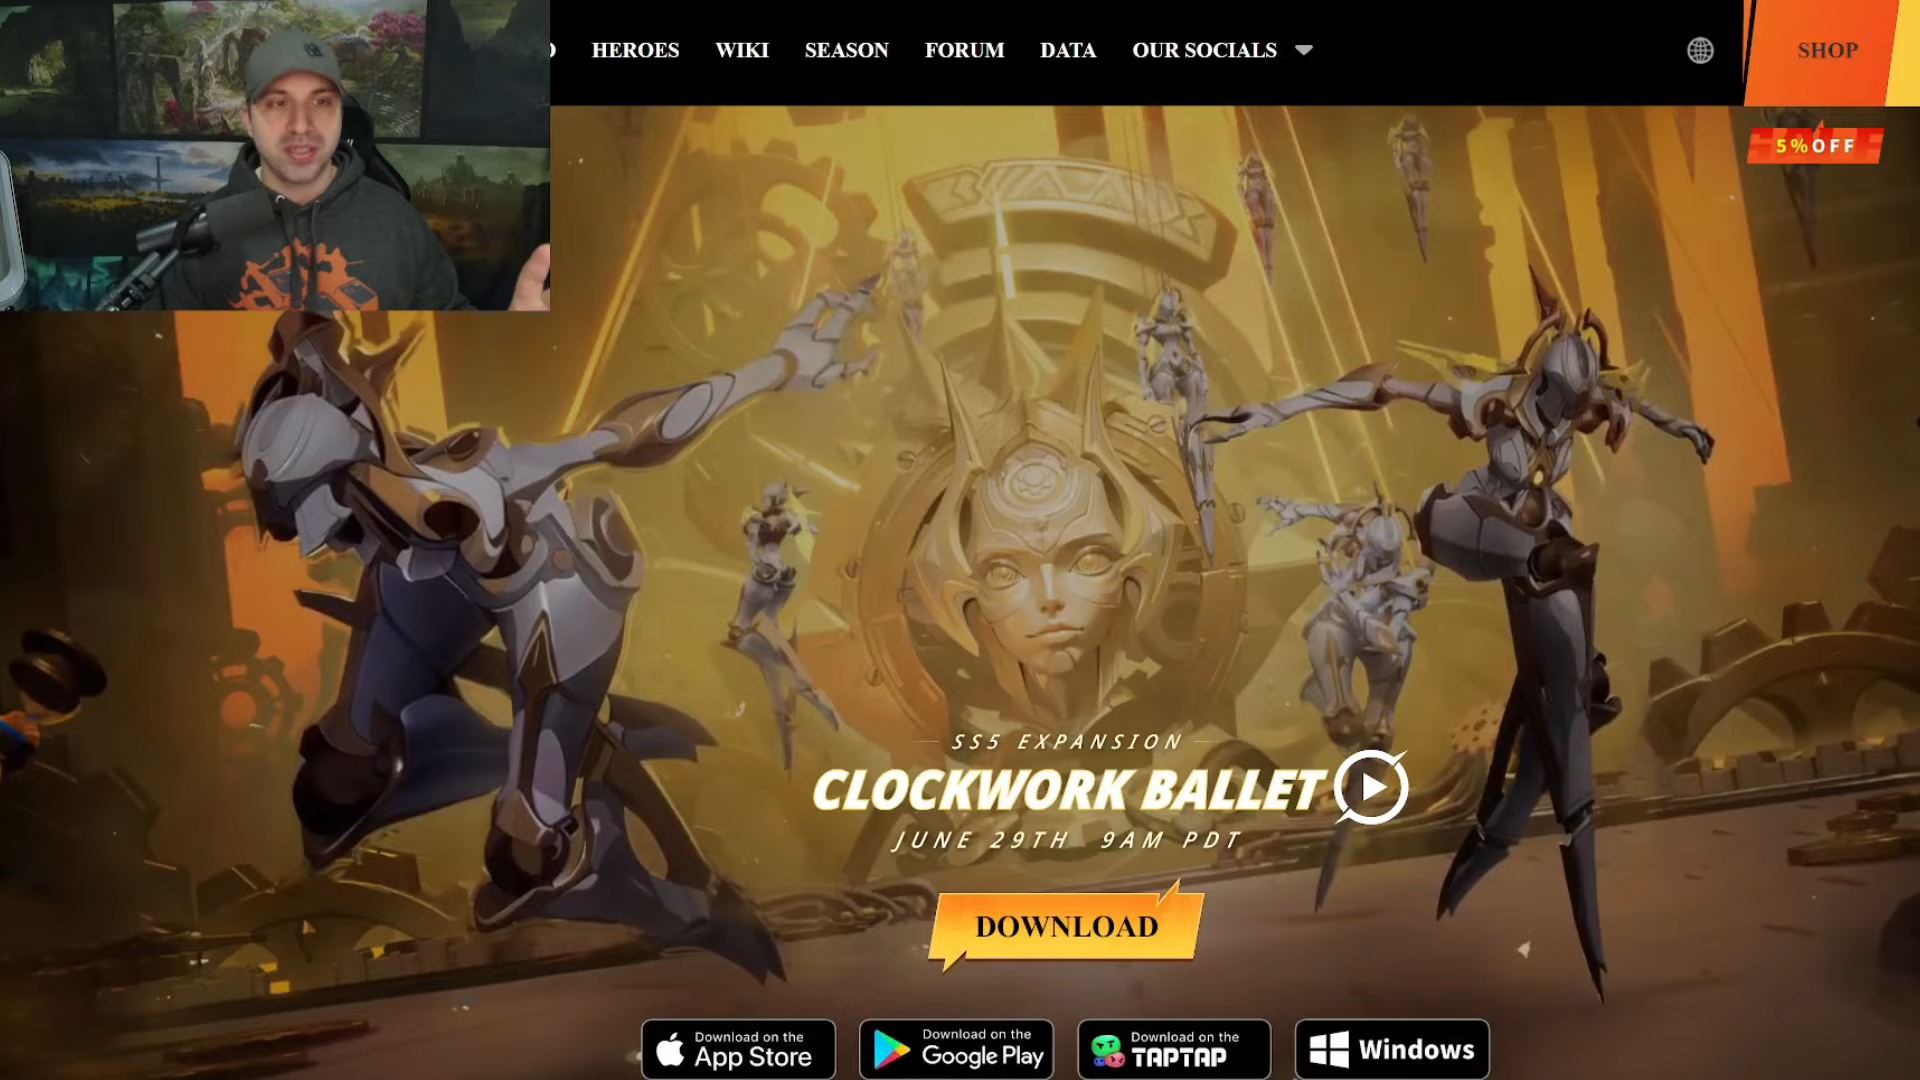 HEROES
WIKI
SEASON
FORUM
DATA
OUR SOCIALS
SHOP
5%OFF
SS5 EXPANSION
CLOCKWORK BALLET
JUNE 29TH 9AM PDT
DOWNLOAD
Download on the
App Store
Download on the
Google Play
Download on the
TAPTAP
Windows